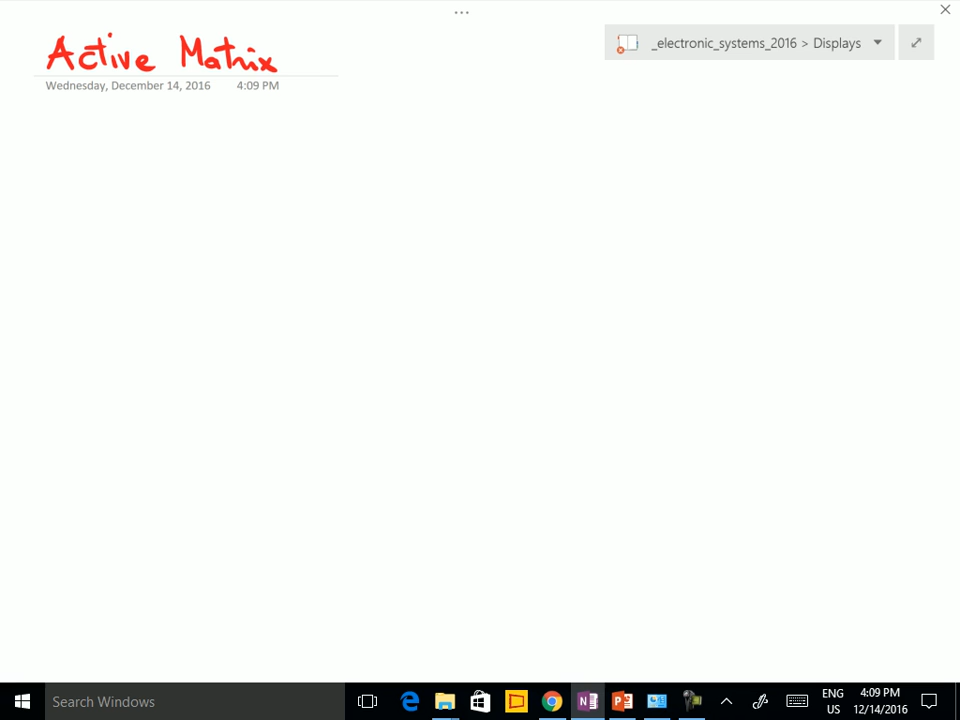 Active Matrix
_electronic_systems_2016 > Displays
Wednesday, December 14, 2016 4:09 PM
Search Windows
ENG 4:09 PM
US 12/14/2016